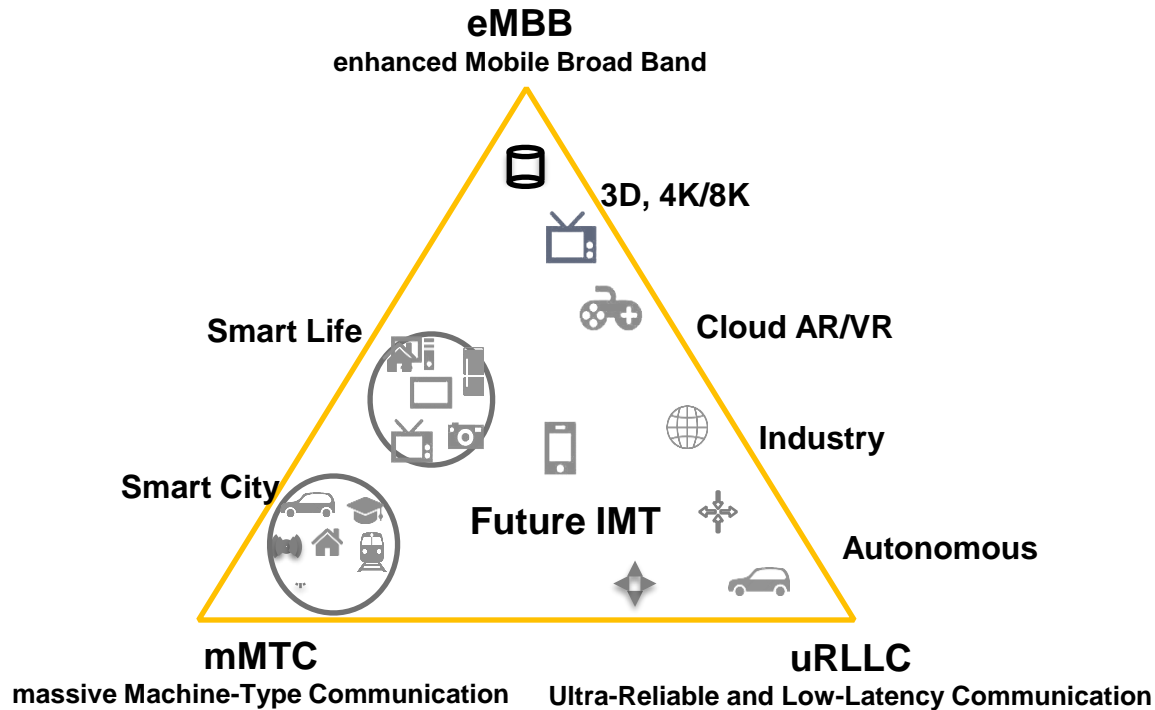 eMBB
enhanced Mobile Broad Band
3D, 4K/8K
Smart Life
Cloud AR/VR
Industry
Smart City
Future IMT
Autonomous
mMTC
massive Machine-Type Communication
uRLLC
Ultra-Reliable and Low-Latency Communication